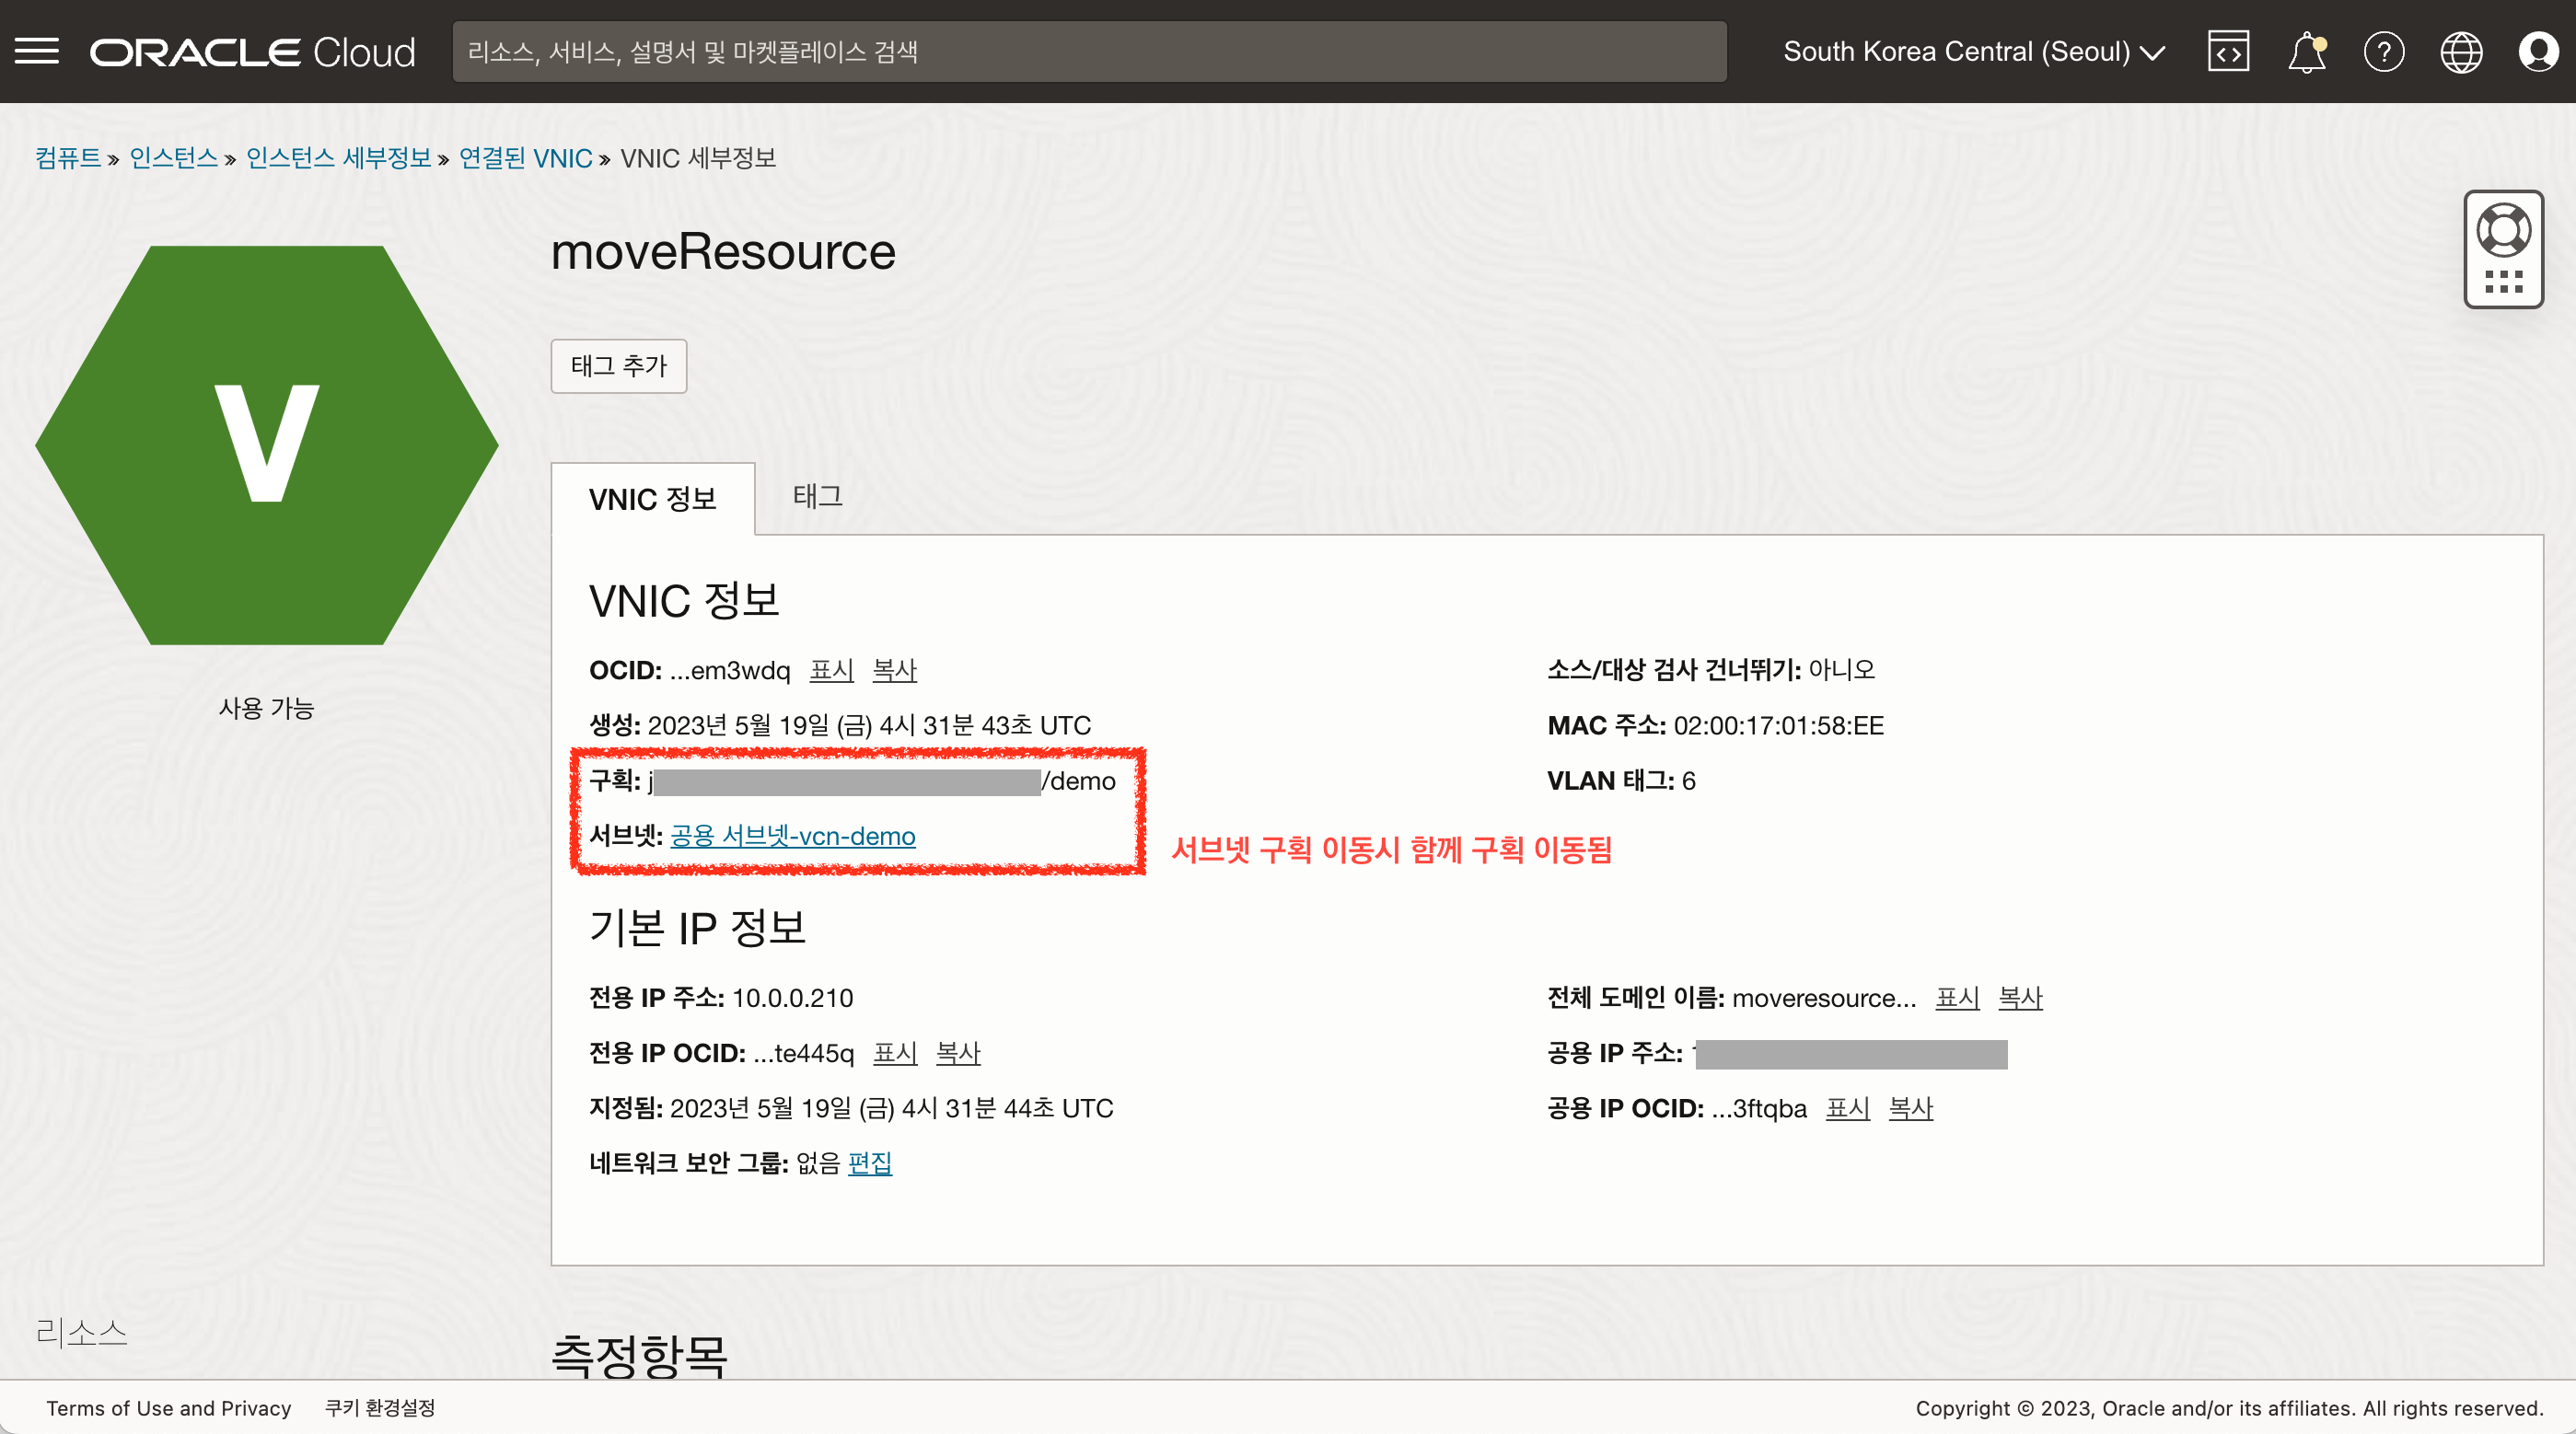 ORACLE Cloud
리소스, 서비스, 설명서 및 마켓플레이스 검색
South Korea Central (Seoul)
컴퓨트 » 인스턴스 » 인스턴스 세부정보 » 연결된 VNIC » VNIC 세부정보
moveResource
태그 추가
V
사용 가능
VNIC 정보
태그
VNIC 정보
OCID: ...em3wdq 표시 복사
생성: 2023년 5월 19일 (금) 4시 31분 43초 UTC
구획: j /demo
서브넷: 공용 서브넷-vcn-demo
서브넷 구획 이동시 함께 구획 이동됨
소스/대상 검사 건너뛰기: 아니오
MAC 주소: 02:00:17:01:58:EE
VLAN 태그: 6
기본 IP 정보
전용 IP 주소: 10.0.0.210
전용 IP OCID: ...te445q 표시 복사
지정됨: 2023년 5월 19일 (금) 4시 31분 44초 UTC
네트워크 보안 그룹: 없음 편집
전체 도메인 이름: moveresource... 표시 복사
공용 IP 주소:
공용 IP OCID: ...3ftqba 표시 복사
리소스
측정항목
Terms of Use and Privacy
쿠키 환경설정
Copyright © 2023, Oracle and/or its affiliates. All rights reserved.